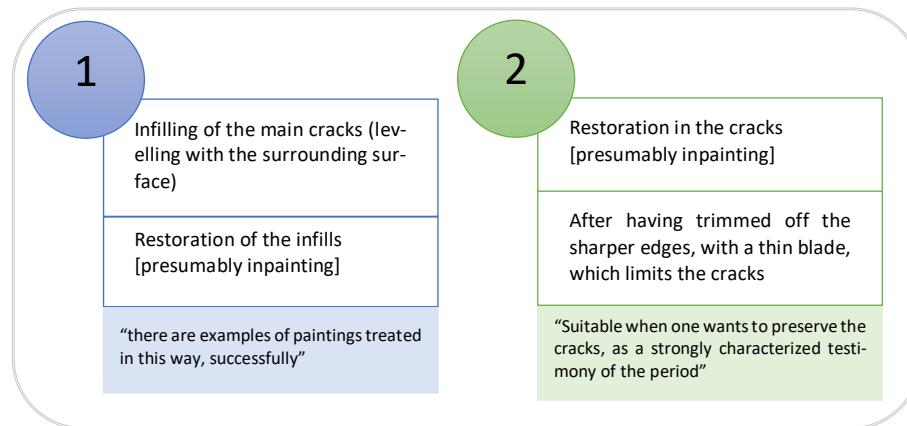 1
Infilling of the main cracks (lev-
elling with the surrounding sur-
face)
Restoration of the infills
[presumably inpainting]
“there are examples of paintings treated
in this way, successfully”
2
Restoration in the cracks
[presumably inpainting]
After having trimmed off the
sharper edges, with a thin blade,
which limits the cracks
“Suitable when one wants to preserve the
cracks, as a strongly characterized testi-
mony of the period”